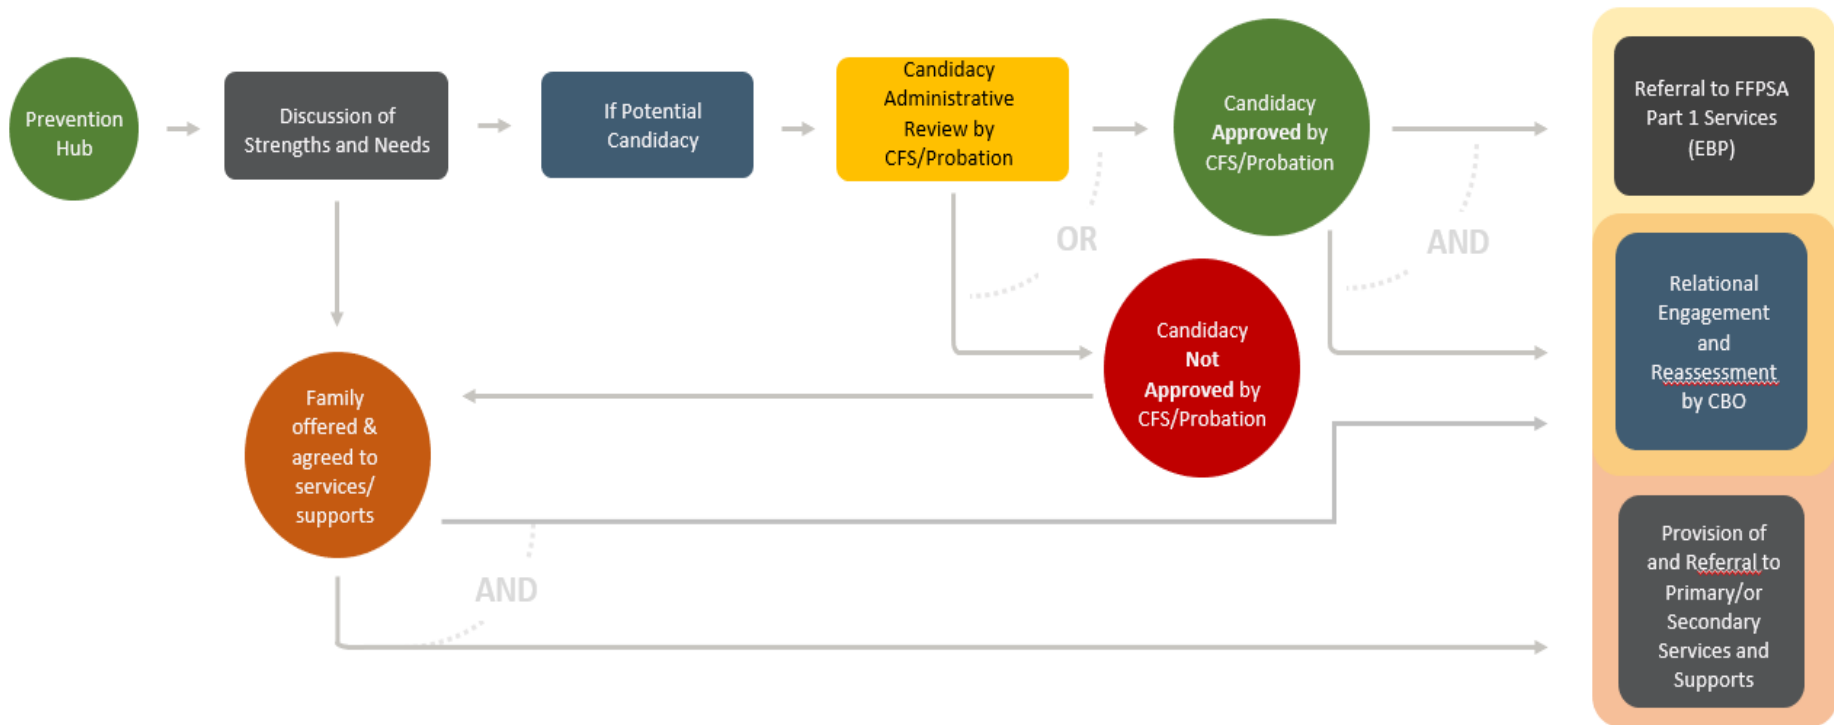 Prevention
Hub
Discussion of
Strengths and Needs
If Potential
Candidacy
Candidacy
Administrative
Review by
CFS/Probation
Candidacy
Approved by
CFS/Probation
Referral to FFPSA
Part 1 Services
(EBP)
OR
AND
Relational
Engagement
and
Reassessment
by CBO
Candidacy
Not
Approved by
CFS/Probation
Family
offered &
agreed to
services/
supports
AND
Provision of
and Referral to
Primary/or
Secondary
Services and
Supports